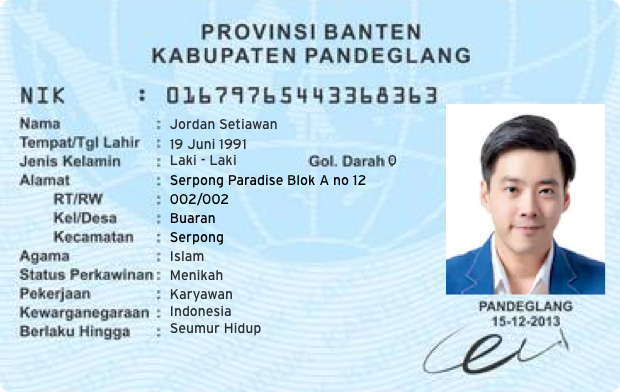 PROVINSI BANTEN
KABUPATEN PANDEGLANG
NIK : 01679765443368363
Nama : Jordan Setiawan
Tempat/Tgl Lahir : 19 Juni 1991
Jenis Kelamin : Laki - Laki Gol. Darah O
Alamat : Serpong Paradise Blok A no 12
RT/RW : 002/002
Kel/Desa : Buaran
Kecamatan : Serpong
Agama : Islam
Status Perkawinan : Menikah
Pekerjaan : Karyawan
Kewarganegaraan : Indonesia
Berlaku Hingga : Seumur Hidup
PANDEGLANG
15-12-2013